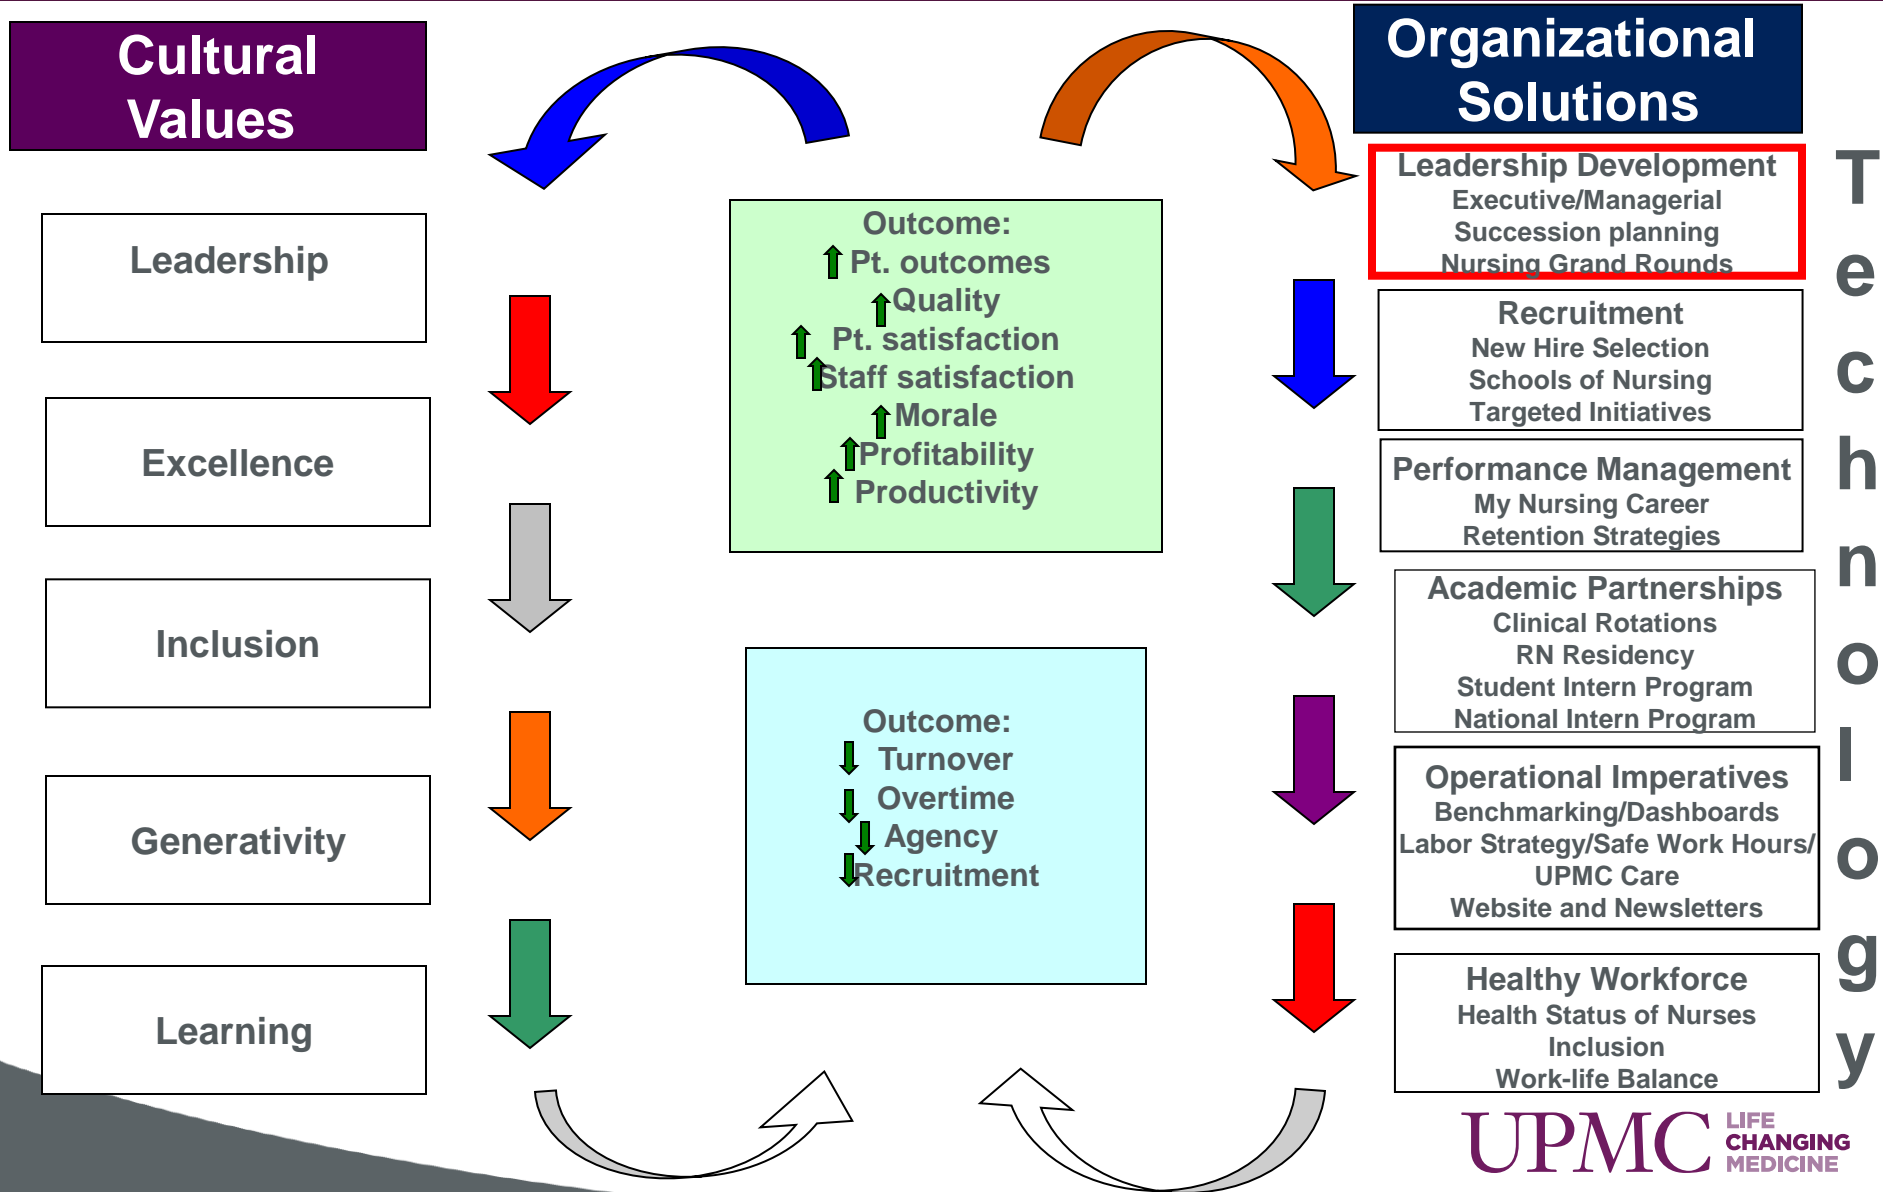 Cultural
Values
Leadership
Excellence
Inclusion
Generativity
Learning
Outcome:
Pt. outcomes
Quality
Pt. satisfaction
Staff satisfaction
Morale
Profitability
Productivity
Outcome:
Turnover
Overtime
Agency
Recruitment
Organizational
Solutions
Leadership Development
Executive/Managerial
Succession planning
Nursing Grand Rounds
Recruitment
New Hire Selection
Schools of Nursing
Targeted Initiatives
Performance Management
My Nursing Career
Retention Strategies
Academic Partnerships
Clinical Rotations
RN Residency
Student Intern Program
National Intern Program
Operational Imperatives
Benchmarking/Dashboards
Labor Strategy/Safe Work Hours/
UPMC Care
Website and Newsletters
Healthy Workforce
Health Status of Nurses
Inclusion
Work-life Balance
Technology
UPMC
LIFE
CHANGING
MEDICINE